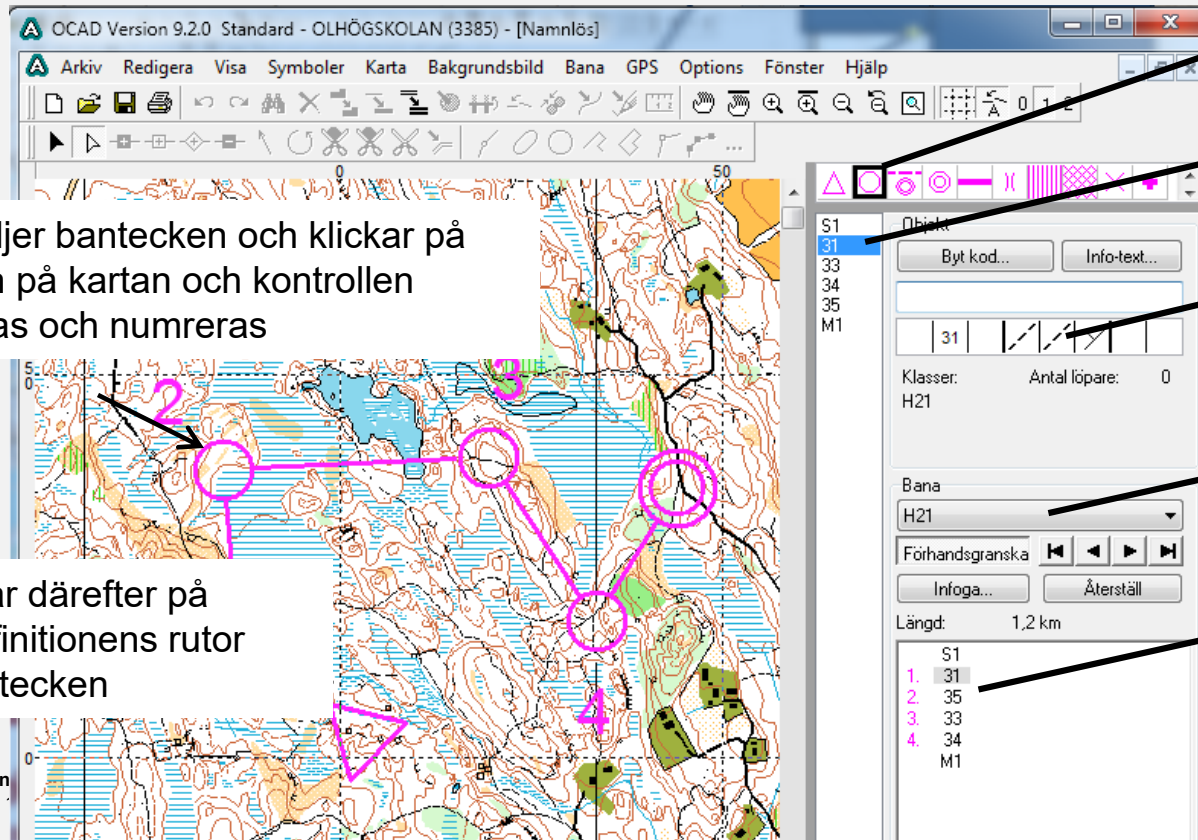 OCAD Version 9.2.0 Standard - OLHÖGSKOLAN (3385) - [Namnlös]
Arkiv Redigera Visa Symboler Karta Bakgrundsbild Bana GPS Options Fönster Hjälp
0 1 2
...
0 50
ljer bantecken och klickar på
på kartan och kontrollen
as och numreras
S1
31
33
34
35
M1
Objekt
Byt kod... Info-text...
31
Klasser: Antal löpare: 0
H21
5
0
2
3
4
ar därefter på
finitionens rutor
tecken
0
Bana
H21
Förhandsgranska
Infoga... Återställ
Längd: 1,2 km
S1
1. 31
2. 35
3. 33
4. 34
M1